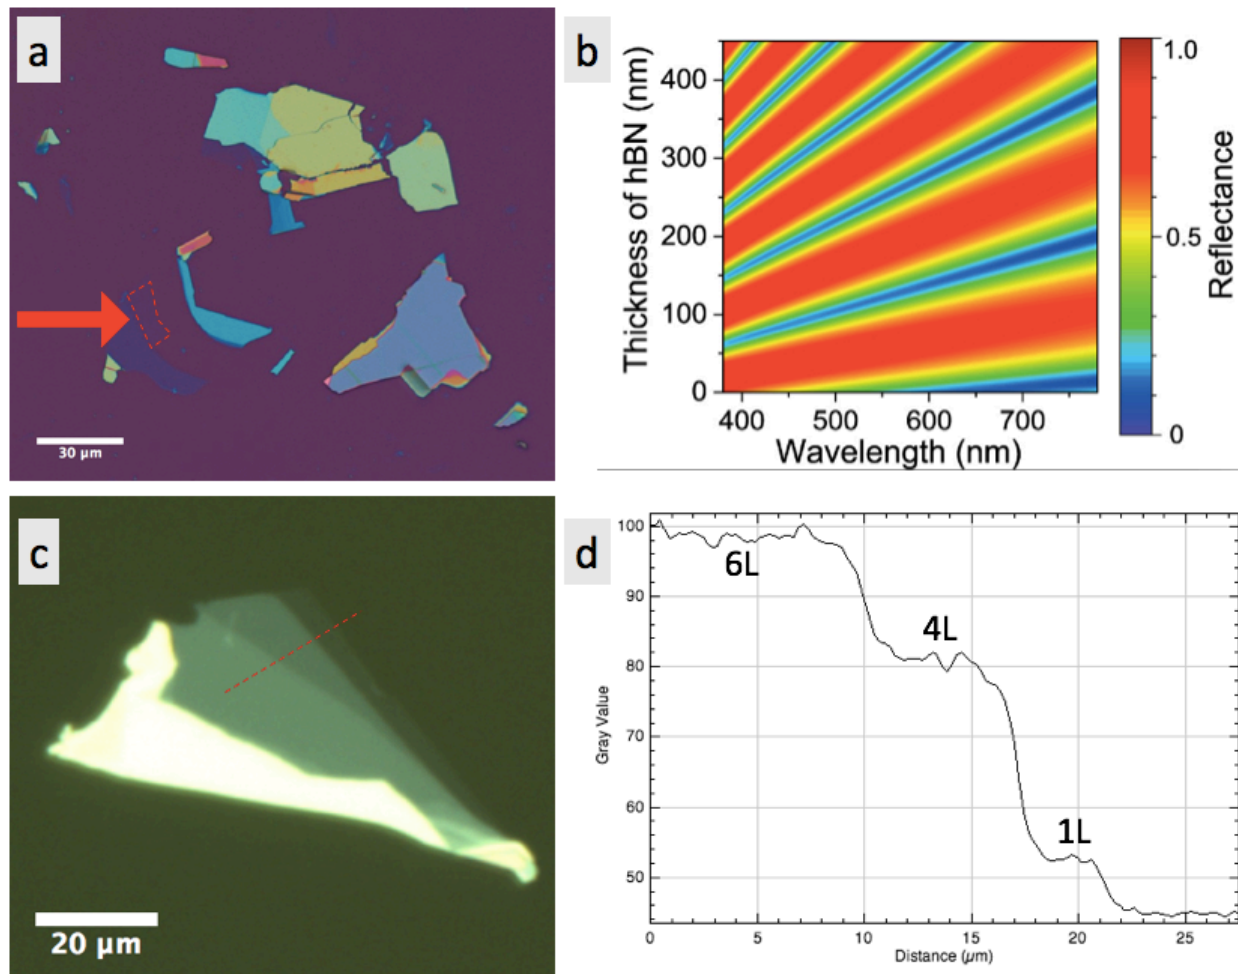 a
30 µm
b
Thickness of hBN (nm)
400
300
200
100
0
400
500
600
700
Wavelength (nm)
1.0
0.5
0
Reflectance
c
20 µm
d
100
90
80
70
60
50
Gray Value
6L
4L
1L
0
5
10
15
20
25
Distance (µm)